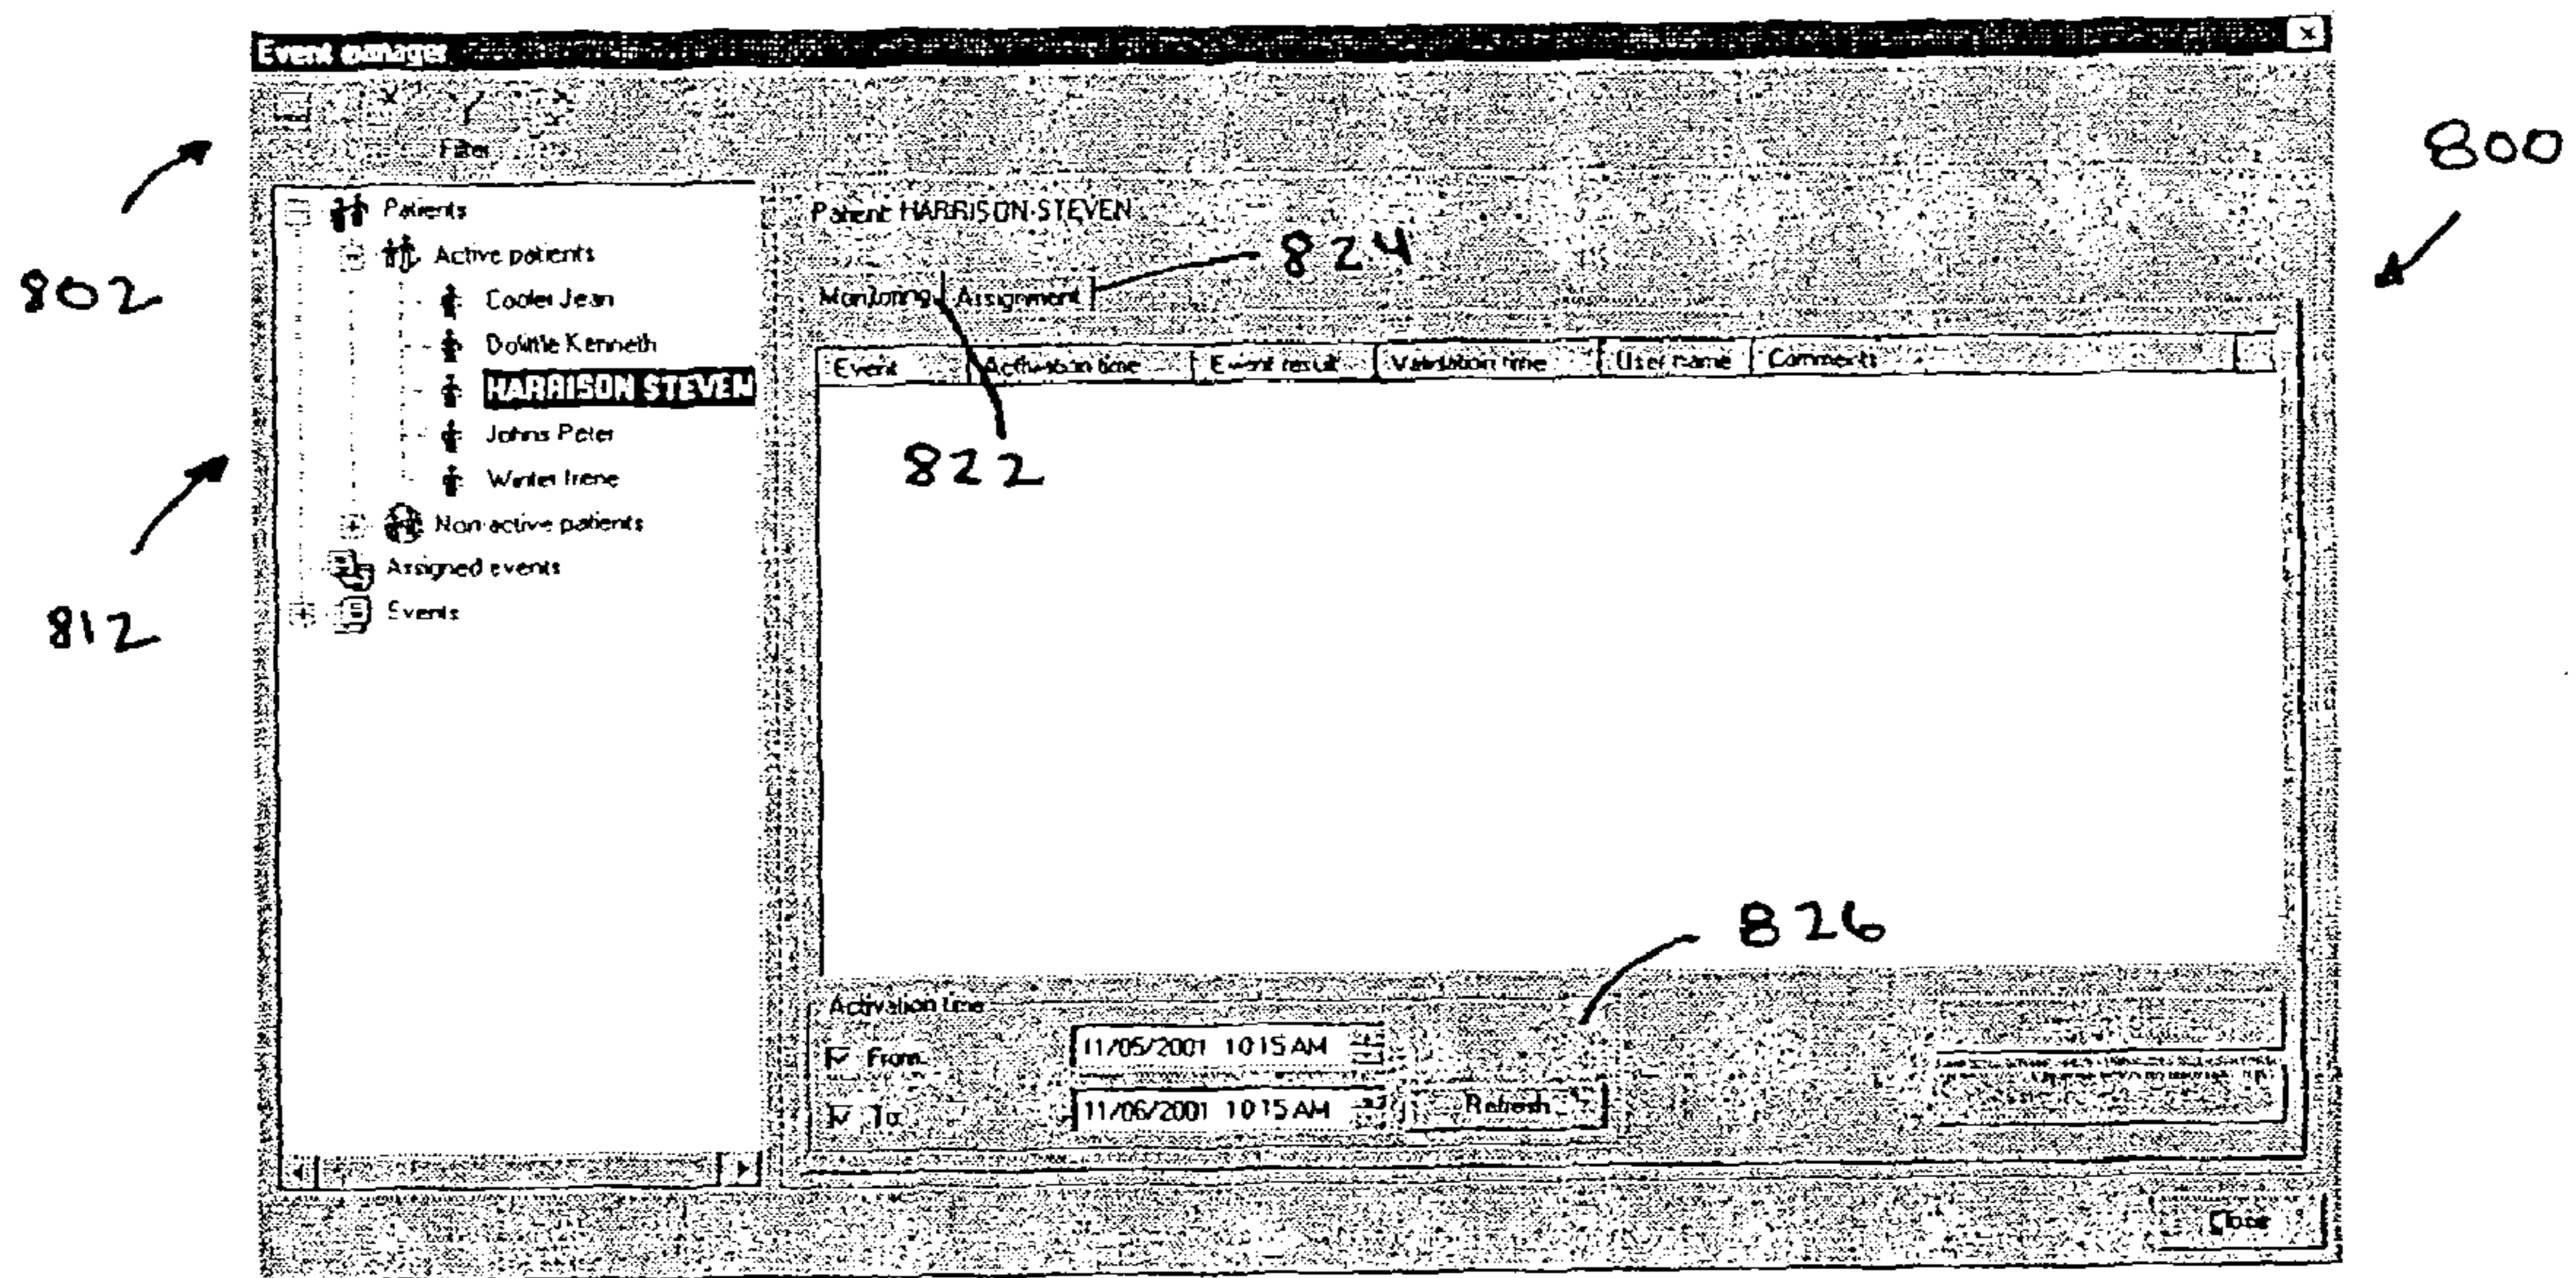 Event manager
Filter
800
Patients
Patient: HARRISON STEVEN
824
Active patients
802
Cooler Jean
Monitoring Assignment
Dolittle Kenneth
Event Activation time Event result Validation time User name Comments
HARRISON STEVEN
Johns Peter
822
Winter Irene
Non-active patients
Assigned events
812
Events
826
Activation time
From
11/05/2001 10:15 AM
To:
11/06/2001 10:15 AM
Refresh
Close